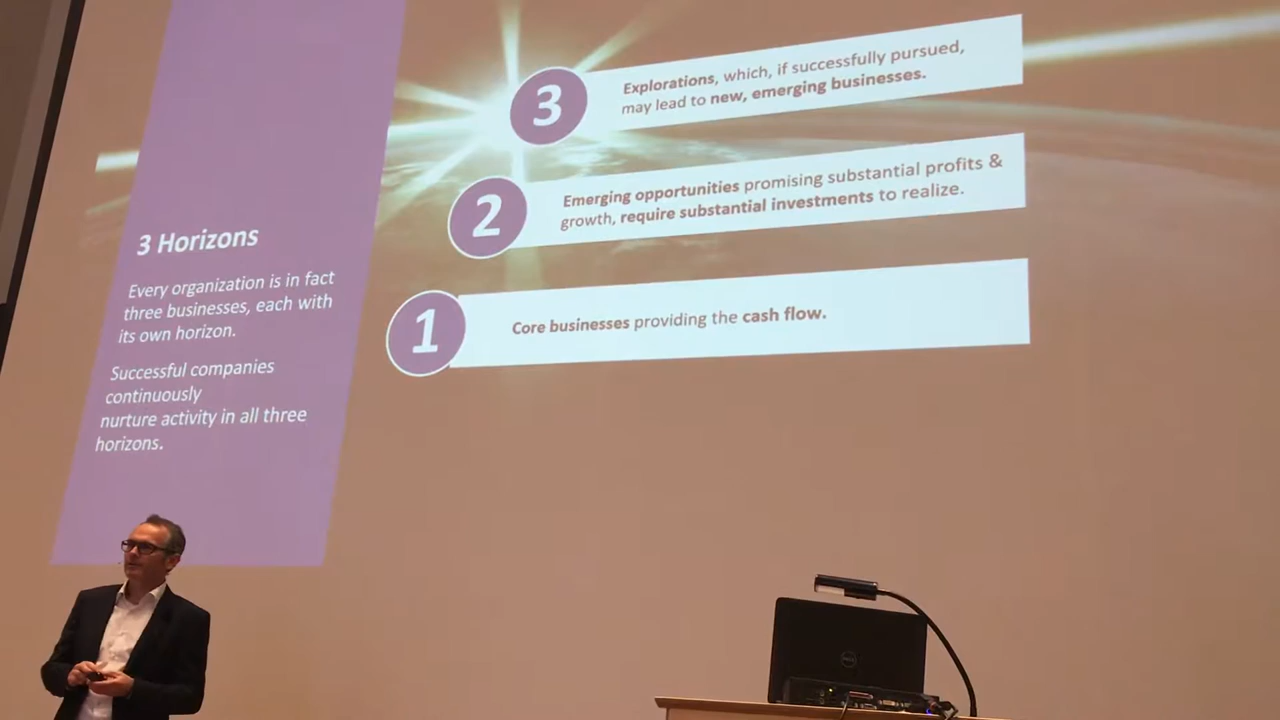 3 Horizons
Every organization is in fact
three businesses, each with
its own horizon.
Successful companies
continuously
nurture activity in all three
horizons.
3
Explorations, which, if successfully pursued,
may lead to new, emerging businesses.
2
Emerging opportunities promising substantial profits &
growth, require substantial investments to realize.
1
Core businesses providing the cash flow.
DELL